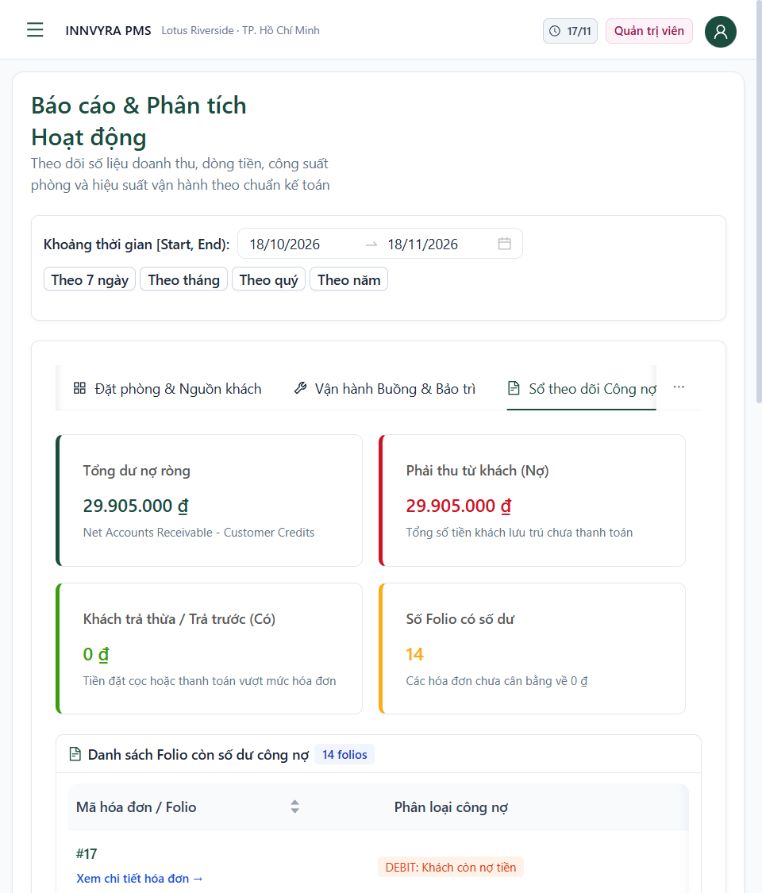 INNVYRA PMS Lotus Riverside · TP. Hồ Chí Minh 17/11 Quản trị viên
Báo cáo & Phân tích
Hoạt động
Theo dõi số liệu doanh thu, dòng tiền, công suất
phòng và hiệu suất vận hành theo chuẩn kế toán
Khoảng thời gian [Start, End): 18/10/2026 → 18/11/2026
Theo 7 ngày Theo tháng Theo quý Theo năm
Đặt phòng & Nguồn khách Vận hành Buồng & Bảo trì Sổ theo dõi Công nợ ···
Tổng dư nợ ròng
29.905.000 ₫
Net Accounts Receivable - Customer Credits
Phải thu từ khách (Nợ)
29.905.000 ₫
Tổng số tiền khách lưu trú chưa thanh toán
Khách trả thừa / Trả trước (Có)
0 ₫
Tiền đặt cọc hoặc thanh toán vượt mức hóa đơn
Số Folio có số dư
14
Các hóa đơn chưa cân bằng về 0 ₫
Danh sách Folio còn số dư công nợ 14 folios
Mã hóa đơn / Folio Phân loại công nợ
#17
Xem chi tiết hóa đơn →
DEBIT: Khách còn nợ tiền